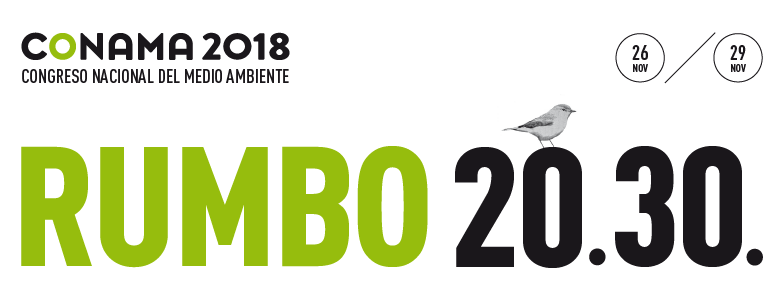 CONAMA 2018
CONGRESO NACIONAL DEL MEDIO AMBIENTE
26
NOV
29
NOV
RUMBO 20.30.